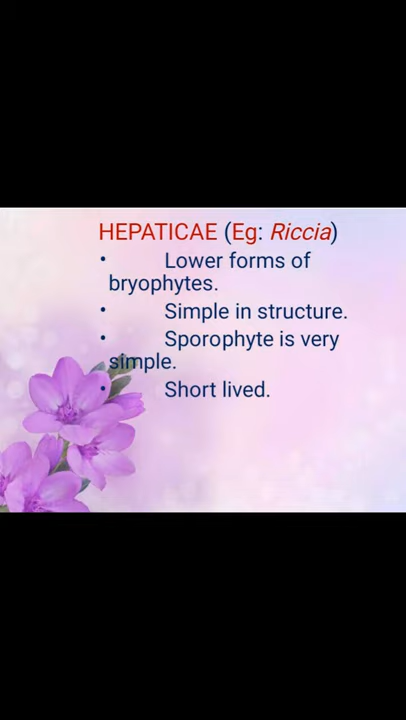 HEPATICAE (Eg: Riccia)
• Lower forms of
bryophytes.
• Simple in structure.
• Sporophyte is very
simple.
• Short lived.